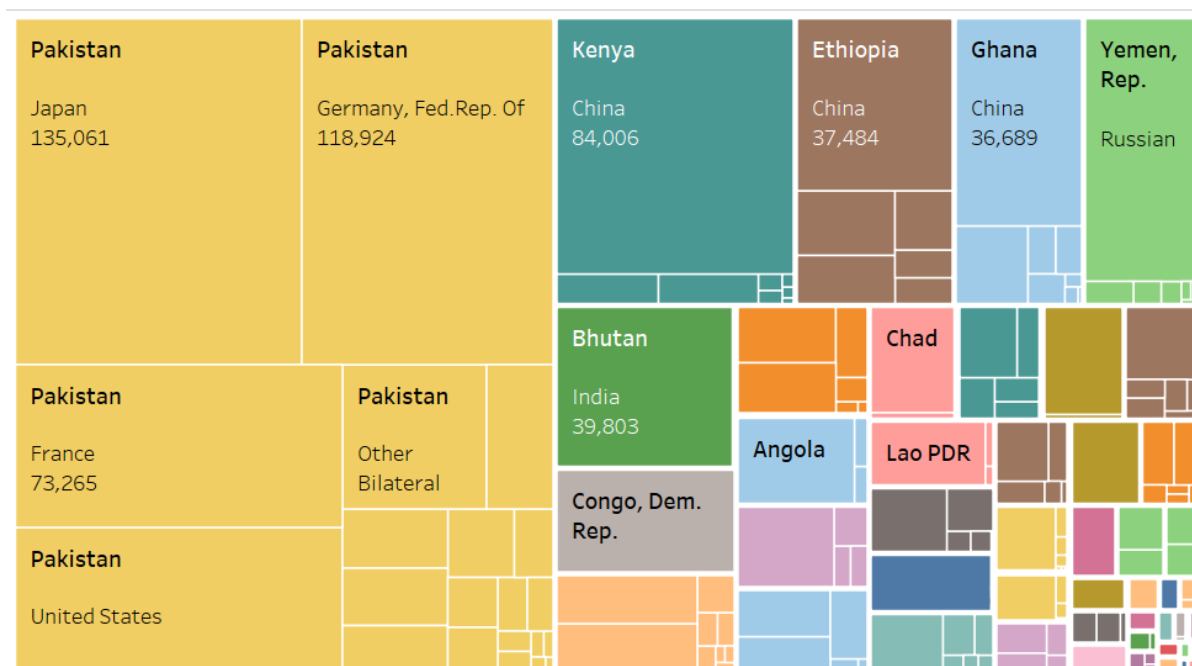 Pakistan
Japan
135,061
Pakistan
Germany, Fed.Rep. Of
118,924
Kenya
China
84,006
Ethiopia
China
37,484
Ghana
China
36,689
Yemen,
Rep.
Russian
Pakistan
France
73,265
Pakistan
Other
Bilateral
Pakistan
United States
Bhutan
India
39,803
Congo, Dem.
Rep.
Chad
Angola
Lao PDR